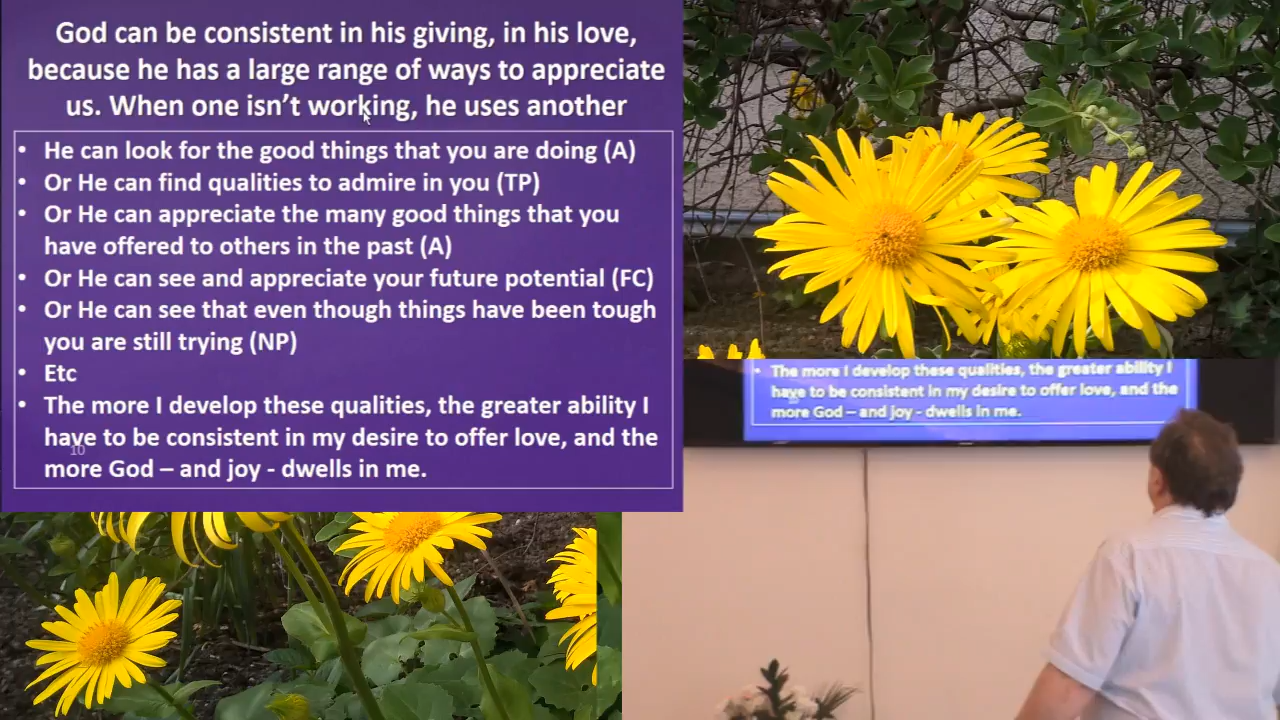 God can be consistent in his giving, in his love,
because he has a large range of ways to appreciate
us. When one isn't working, he uses another
• He can look for the good things that you are doing (A)
• Or He can find qualities to admire in you (TP)
• Or He can appreciate the many good things that you
have offered to others in the past (A)
• Or He can see and appreciate your future potential (FC)
• Or He can see that even though things have been tough
you are still trying (NP)
• Etc
• The more I develop these qualities, the greater ability I
have to be consistent in my desire to offer love, and the
10
more God – and joy - dwells in me.
• The more I develop these qualities, the greater ability I
have to be consistent in my desire to offer love, and the
more God – and joy - dwells in me.